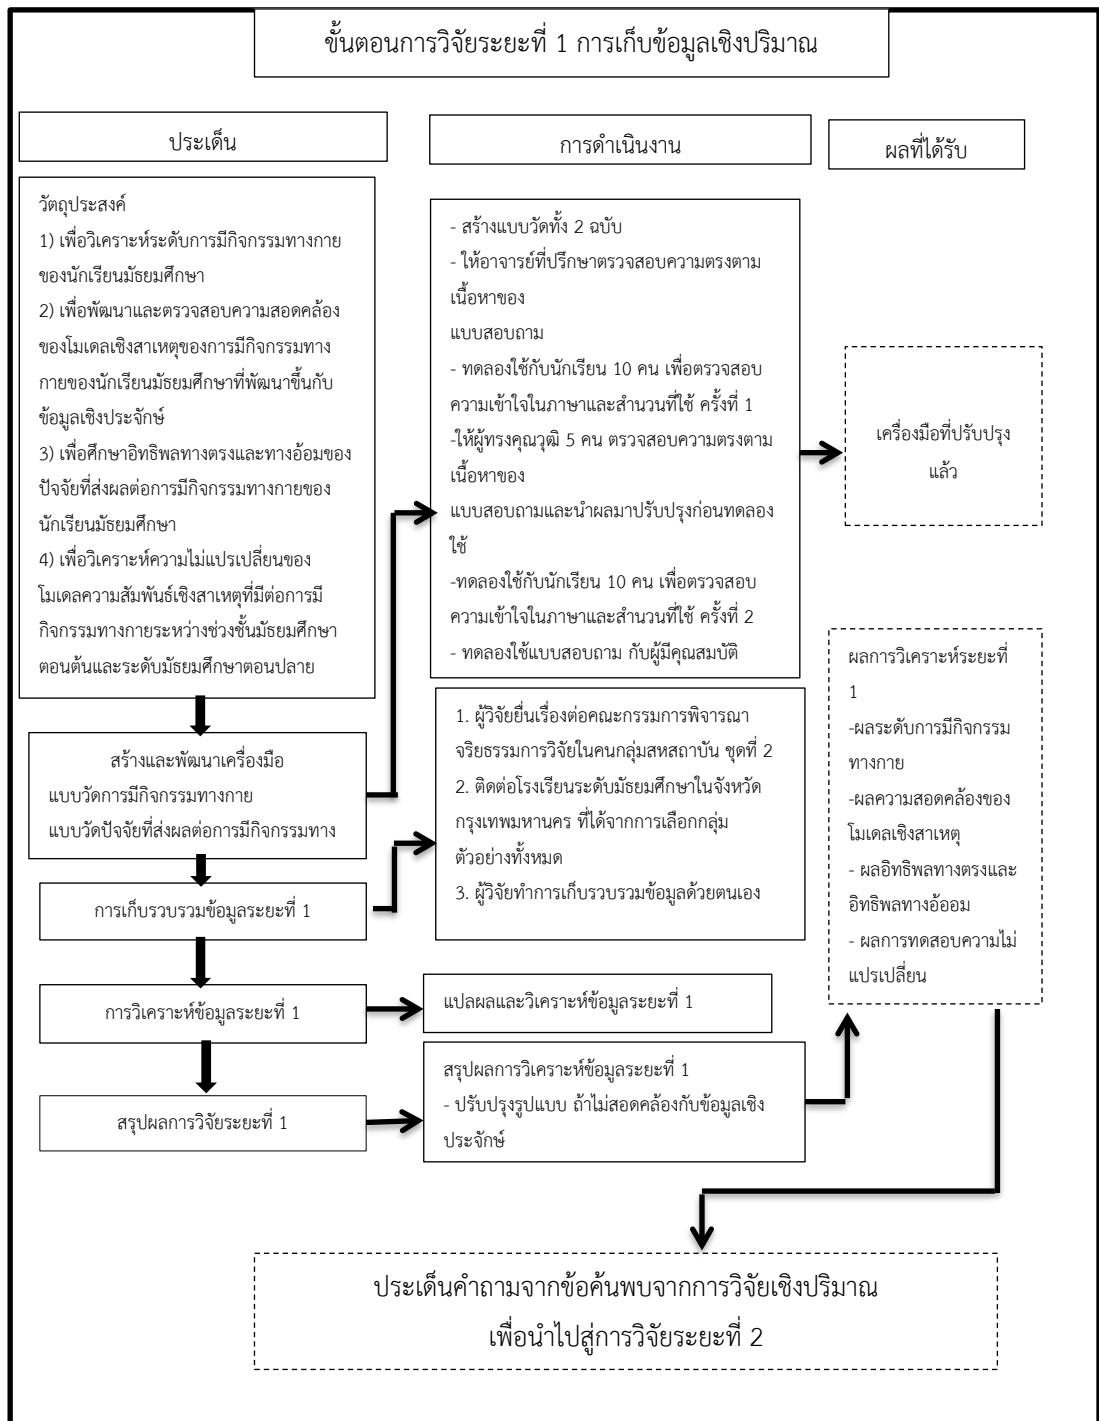 ขั้นตอนการวิจัยระยะที่ 1 การเก็บข้อมูลเชิงปริมาณ
ประเด็น
การดำเนินงาน
ผลที่ได้รับ
วัตถุประสงค์
1) เพื่อวิเคราะห์ระดับการมีกิจกรรมทางกาย
ของนักเรียนมัธยมศึกษา
2) เพื่อพัฒนาและตรวจสอบความสอดคล้อง
ของโมเดลเชิงสาเหตุของการมีกิจกรรมทาง
กายของนักเรียนมัธยมศึกษาที่พัฒนาขึ้นกับ
ข้อมูลเชิงประจักษ์
3) เพื่อศึกษาอิทธิพลทางตรงและทางอ้อมของ
ปัจจัยที่ส่งผลต่อการมีกิจกรรมทางกายของ
นักเรียนมัธยมศึกษา
4) เพื่อวิเคราะห์ความไม่แปรเปลี่ยนของ
โมเดลความสัมพันธ์เชิงสาเหตุที่มีต่อการมี
กิจกรรมทางกายระหว่างช่วงชั้นมัธยมศึกษา
ตอนต้นและระดับมัธยมศึกษาตอนปลาย
- สร้างแบบวัดทั้ง 2 ฉบับ
- ให้อาจารย์ที่ปรึกษาตรวจสอบความตรงตาม
เนื้อหาของ
แบบสอบถาม
- ทดลองใช้กับนักเรียน 10 คน เพื่อตรวจสอบ
ความเข้าใจในภาษาและสำนวนที่ใช้ ครั้งที่ 1
-ให้ผู้ทรงคุณวุฒิ 5 คน ตรวจสอบความตรงตาม
เนื้อหาของ
แบบสอบถามและนำผลมาปรับปรุงก่อนทดลอง
ใช้
-ทดลองใช้กับนักเรียน 10 คน เพื่อตรวจสอบ
ความเข้าใจในภาษาและสำนวนที่ใช้ ครั้งที่ 2
- ทดลองใช้แบบสอบถาม กับผู้มีคุณสมบัติ
เครื่องมือที่ปรับปรุง
แล้ว
สร้างและพัฒนาเครื่องมือ
แบบวัดการมีกิจกรรมทางกาย
แบบวัดปัจจัยที่ส่งผลต่อการมีกิจกรรมทาง
1. ผู้วิจัยยื่นเรื่องต่อคณะกรรมการพิจารณา
จริยธรรมการวิจัยในคนกลุ่มสหสถาบัน ชุดที่ 2
2. ติดต่อโรงเรียนระดับมัธยมศึกษาในจังหวัด
กรุงเทพมหานคร ที่ได้จากการเลือกกลุ่ม
ตัวอย่างทั้งหมด
3. ผู้วิจัยทำการเก็บรวบรวมข้อมูลด้วยตนเอง
ผลการวิเคราะห์ระยะที่
1
-ผลระดับการมีกิจกรรม
ทางกาย
-ผลความสอดคล้องของ
โมเดลเชิงสาเหตุ
- ผลอิทธิพลทางตรงและ
อิทธิพลทางอ้ออม
- ผลการทดสอบความไม่
แปรเปลี่ยน
การเก็บรวบรวมข้อมูลระยะที่ 1
การวิเคราะห์ข้อมูลระยะที่ 1
แปลผลและวิเคราะห์ข้อมูลระยะที่ 1
สรุปผลการวิจัยระยะที่ 1
สรุปผลการวิเคราะห์ข้อมูลระยะที่ 1
- ปรับปรุงรูปแบบ ถ้าไม่สอดคล้องกับข้อมูลเชิง
ประจักษ์
ประเด็นคำถามจากข้อค้นพบจากการวิจัยเชิงปริมาณ
เพื่อนำไปสู่การวิจัยระยะที่ 2